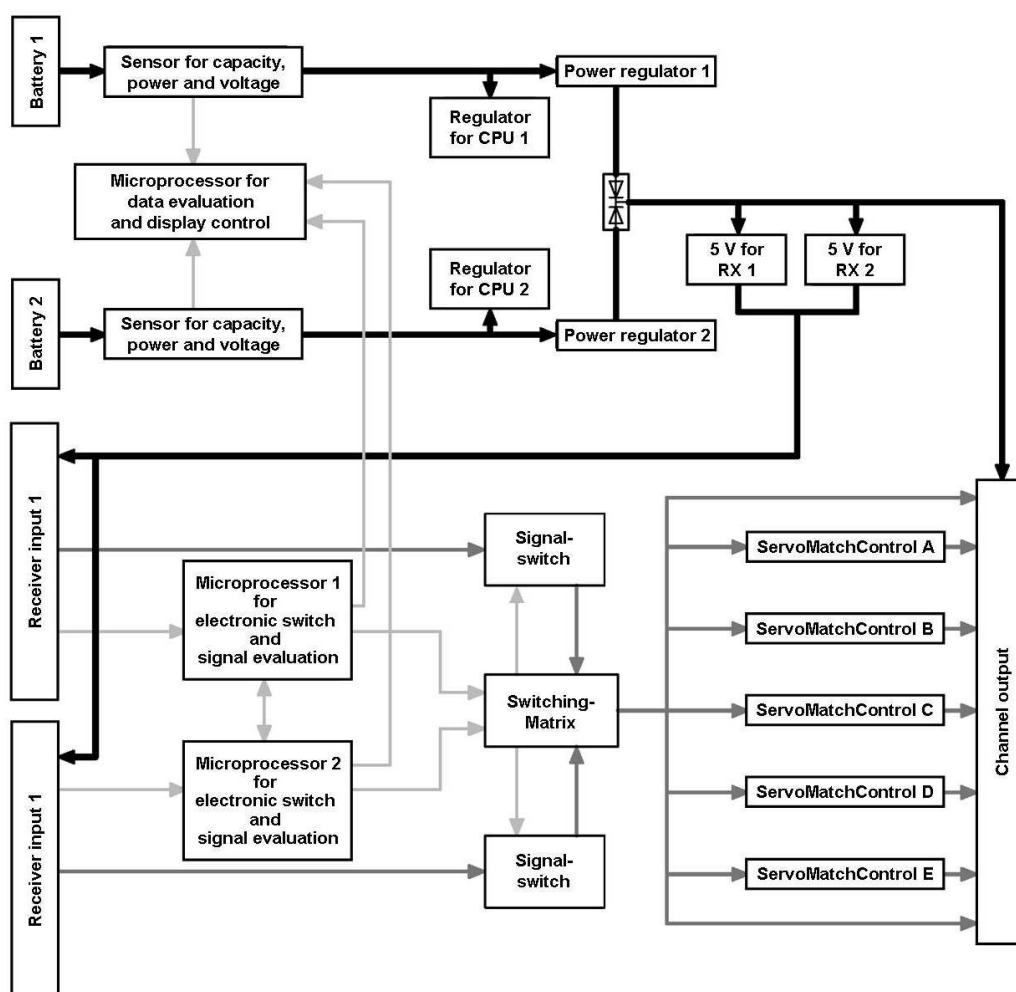 Battery 1
Sensor for capacity,
power and voltage
Power regulator 1
Regulator
for CPU 1
Microprocessor for
data evaluation
and display control
5 V for
RX 1
5 V for
RX 2
Regulator
for CPU 2
Battery 2
Sensor for capacity,
power and voltage
Power regulator 2
Receiver input 1
Signal-
switch
ServoMatchControl A
Microprocessor 1
for
electronic switch
and
signal evaluation
ServoMatchControl B
Switching-
Matrix
ServoMatchControl C
Channel output
Receiver input 1
Microprocessor 2
for
electronic switch
and
signal evaluation
ServoMatchControl D
Signal-
switch
ServoMatchControl E